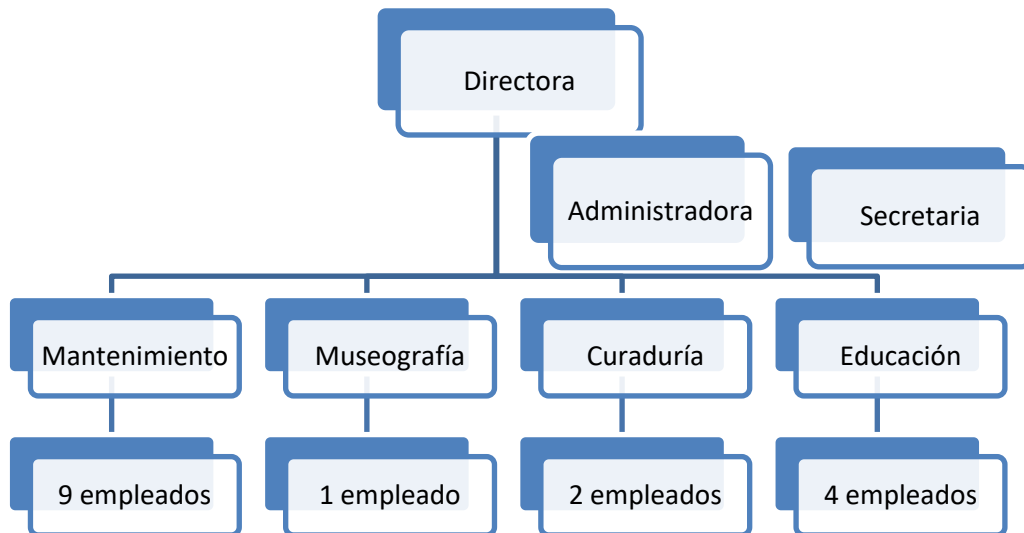 Directora
Administradora
Secretaria
Mantenimiento
Museografía
Curaduría
Educación
9 empleados
1 empleado
2 empleados
4 empleados